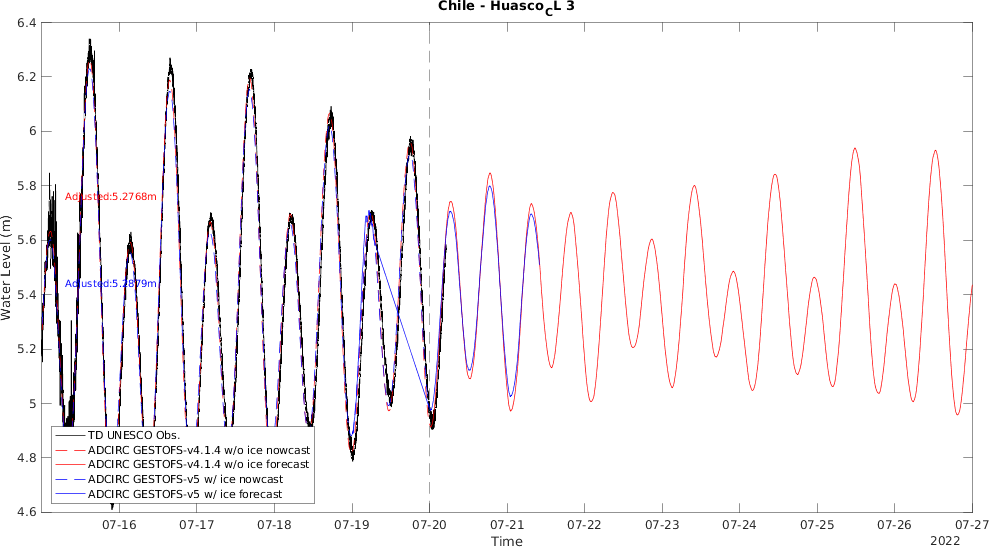 Chile - Huasco_CL 3
6.4
6.2
6
5.8
5.6
5.4
5.2
5
4.8
4.6
Water Level (m)
Adjusted:5.2768m
Adjusted:5.2879m
TD UNESCO Obs.
ADCIRC GESTOFS-v4.1.4 w/o ice nowcast
ADCIRC GESTOFS-v4.1.4 w/o ice forecast
ADCIRC GESTOFS-v5 w/ ice nowcast
ADCIRC GESTOFS-v5 w/ ice forecast
07-16 07-17 07-18 07-19 07-20 07-21 07-22 07-23 07-24 07-25 07-26 07-27
Time
2022